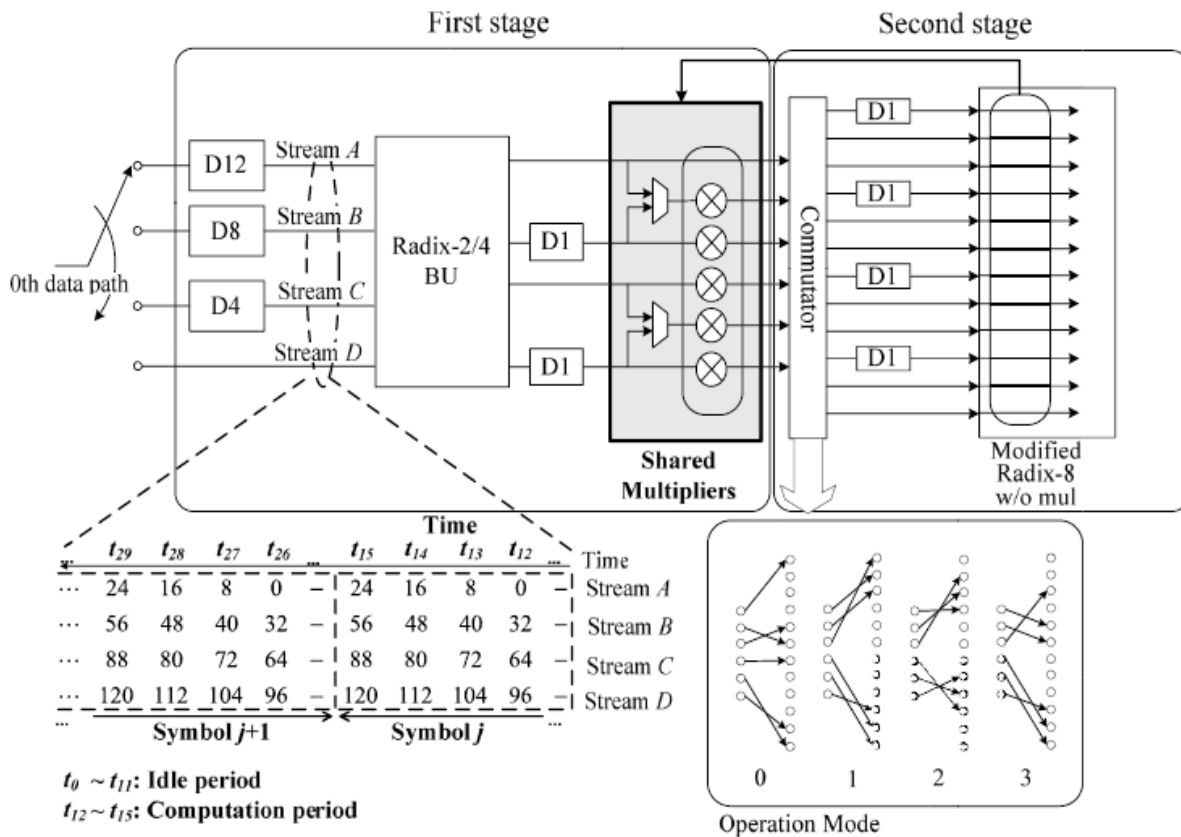 First stage
Second stage
D12
Stream A
D8
Stream B
0th data path
D4
Stream C
Stream D
Radix-2/4
BU
D1
D1
Shared
Multipliers
Commutator
D1
D1
D1
D1
Modified
Radix-8
w/o mul
Time
... t29 t28 t27 t26 ... t15 t14 t13 t12 ... Time
... 24 16 8 0 – 24 16 8 0 – Stream A
... 56 48 40 32 – 56 48 40 32 – Stream B
... 88 80 72 64 – 88 80 72 64 – Stream C
... 120 112 104 96 – 120 112 104 96 – Stream D
... Symbol j+1 Symbol j ...
t0 ~ t11: Idle period
t12 ~ t15: Computation period
0 1 2 3
Operation Mode